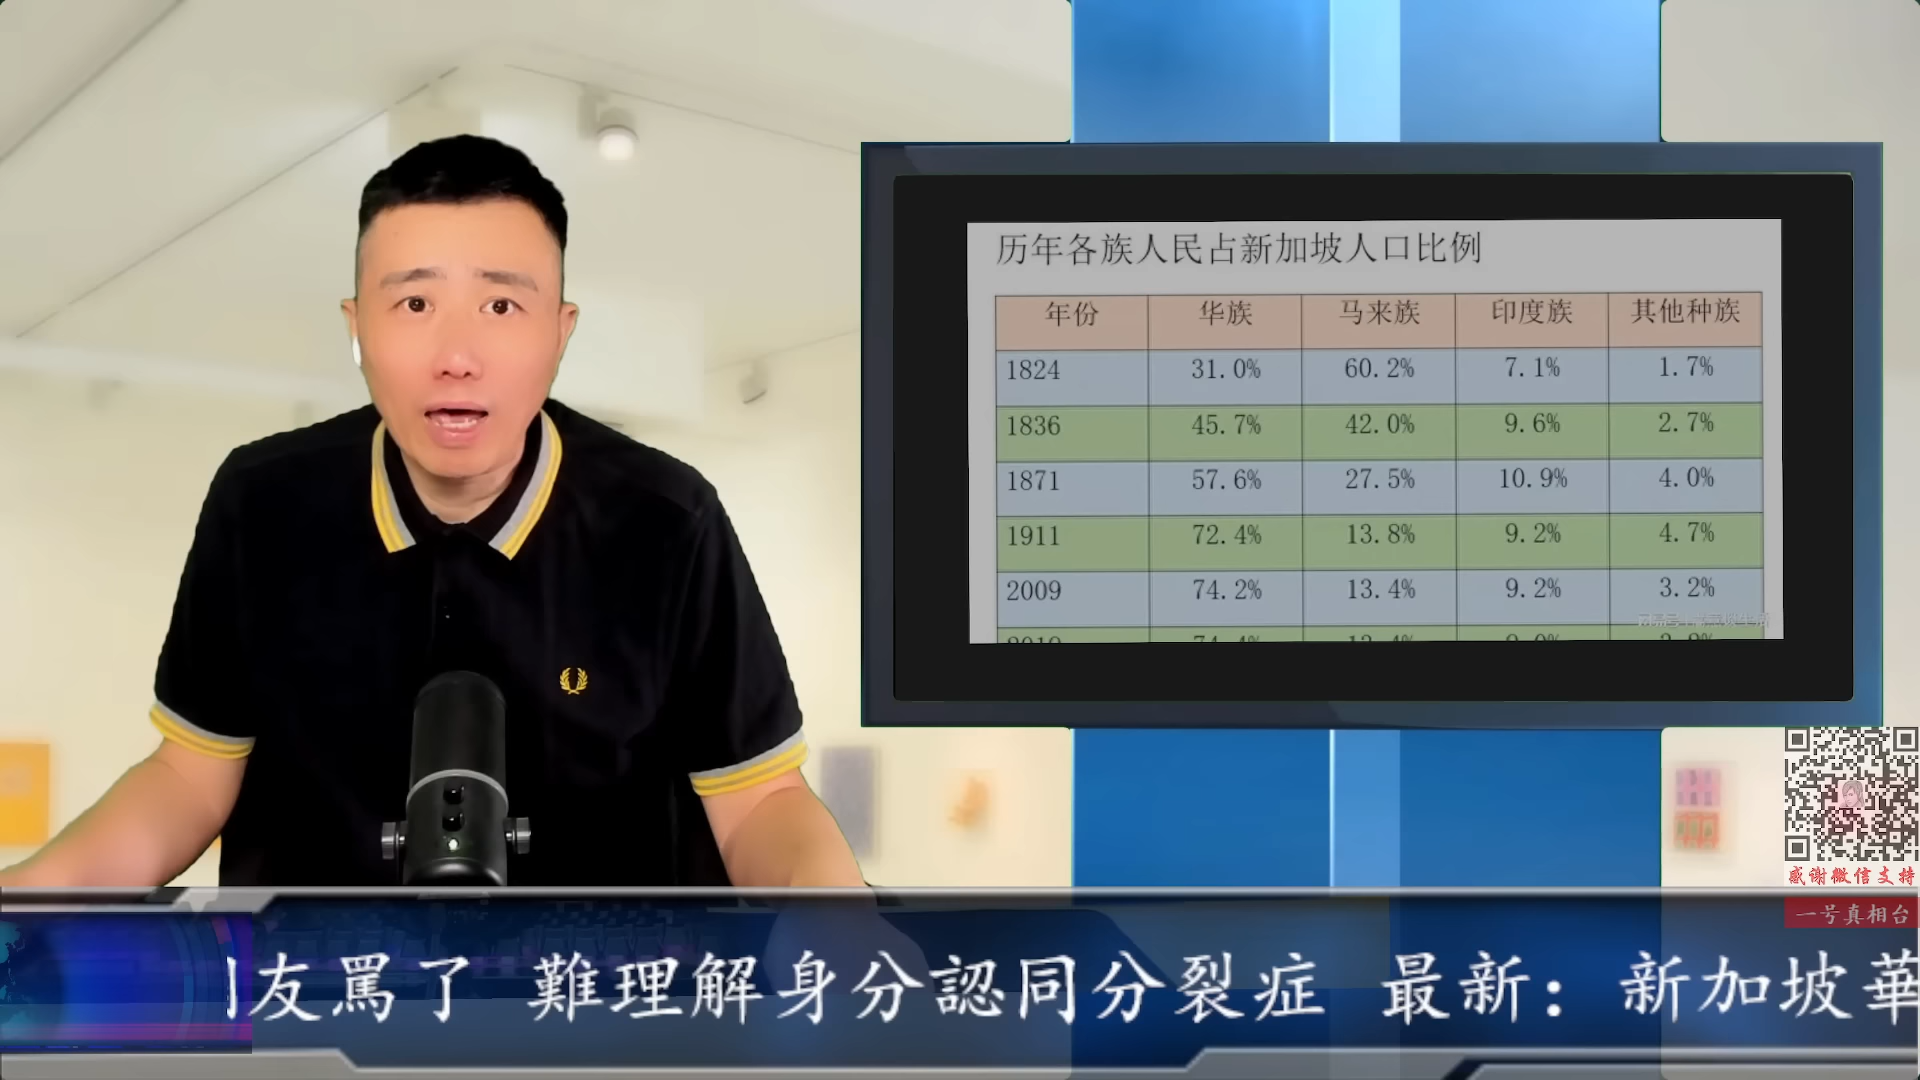 历年各族人民占新加坡人口比例
年份 华族 马来族 印度族 其他种族
1824 31.0% 60.2% 7.1% 1.7%
1836 45.7% 42.0% 9.6% 2.7%
1871 57.6% 27.5% 10.9% 4.0%
1911 72.4% 13.8% 9.2% 4.7%
2009 74.2% 13.4% 9.2% 3.2%
感谢微信支持
一号真相台
友罵了 難理解身分認同分裂症 最新：新加坡華